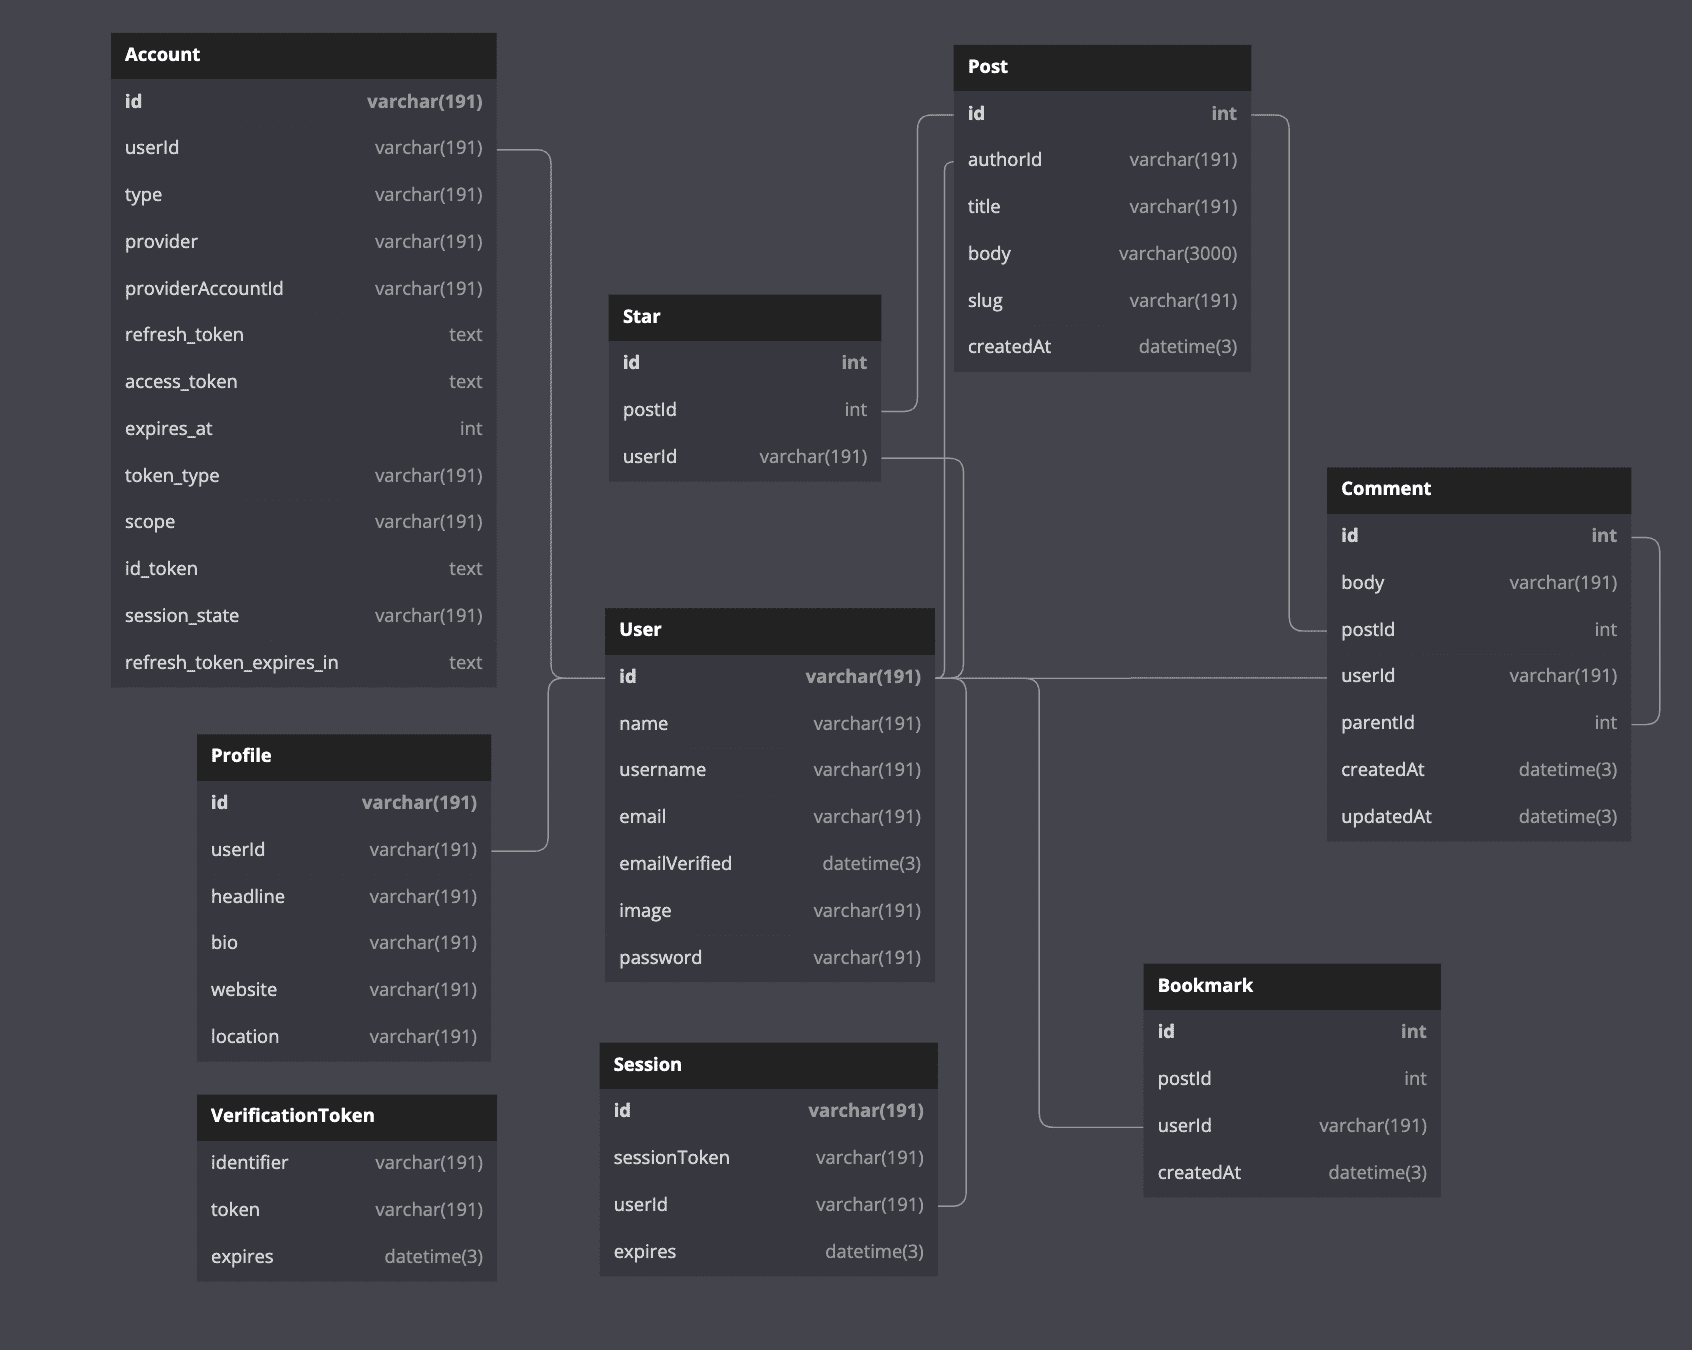 Account
id varchar(191)
userId varchar(191)
type varchar(191)
provider varchar(191)
providerAccountId varchar(191)
refresh_token text
access_token text
expires_at int
token_type varchar(191)
scope varchar(191)
id_token text
session_state varchar(191)
refresh_token_expires_in text
Post
id int
authorId varchar(191)
title varchar(191)
body varchar(3000)
slug varchar(191)
createdAt datetime(3)
Star
id int
postId int
userId varchar(191)
Comment
id int
body varchar(191)
postId int
userId varchar(191)
parentId int
createdAt datetime(3)
updatedAt datetime(3)
User
id varchar(191)
name varchar(191)
username varchar(191)
email varchar(191)
emailVerified datetime(3)
image varchar(191)
password varchar(191)
Profile
id varchar(191)
userId varchar(191)
headline varchar(191)
bio varchar(191)
website varchar(191)
location varchar(191)
Bookmark
id int
postId int
userId varchar(191)
createdAt datetime(3)
Session
id varchar(191)
sessionToken varchar(191)
userId varchar(191)
expires datetime(3)
VerificationToken
identifier varchar(191)
token varchar(191)
expires datetime(3)